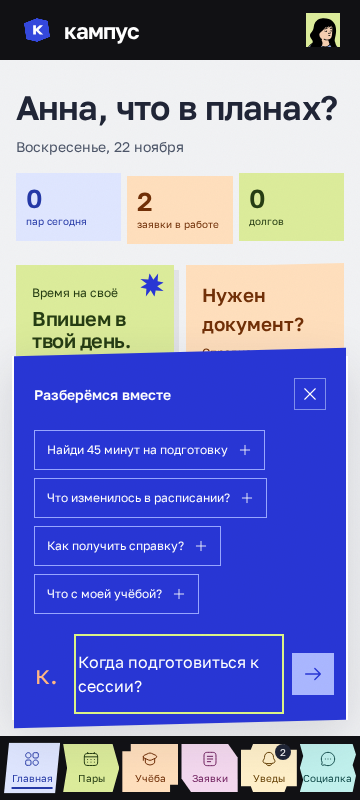 к кампус
Анна, что в планах?
Воскресенье, 22 ноября
0
пар сегодня
2
заявки в работе
0
долгов
Время на своё
Впишем в
твой день.
Нужен
документ?
Разберёмся вместе
Найди 45 минут на подготовку +
Что изменилось в расписании? +
Как получить справку? +
Что с моей учёбой? +
к.
Когда подготовиться к
сессии?
Главная
Пары
Учёба
Заявки
2
Уведы
Социалка